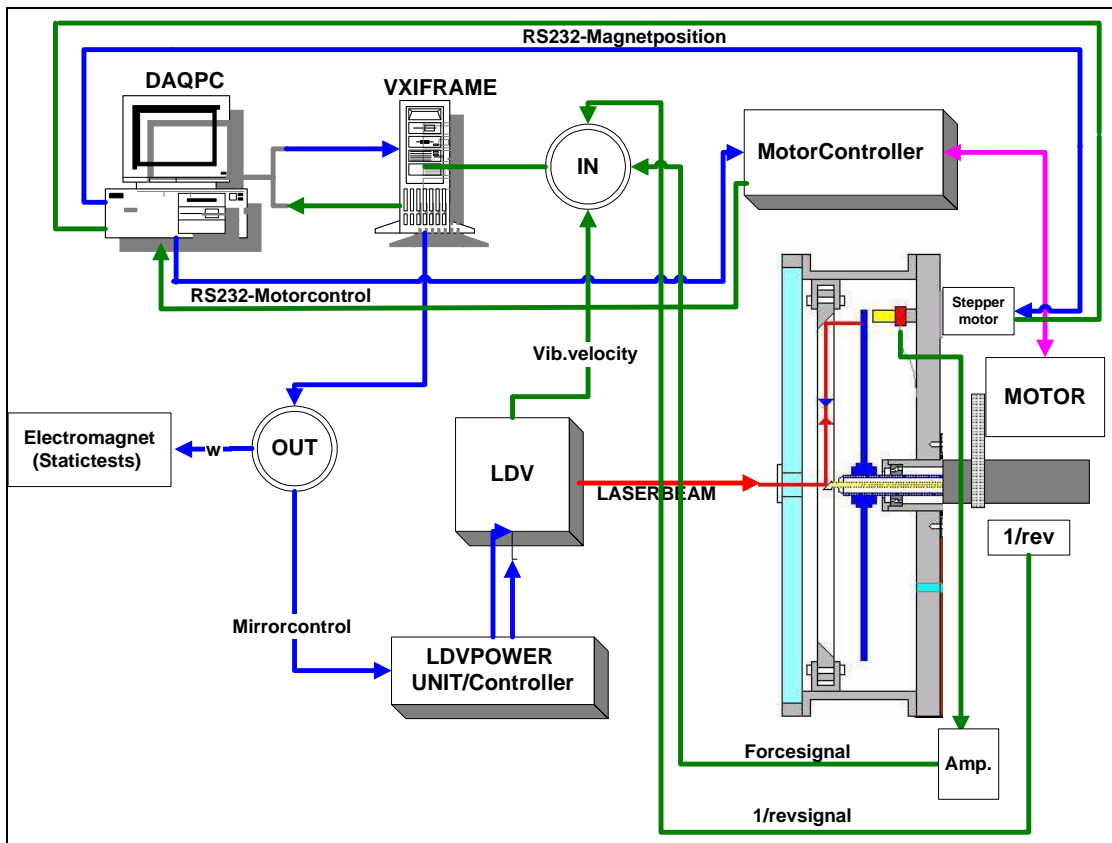 RS232-Magnetposition
DAQPC
VXIFRAME
IN
MotorController
RS232-Motorcontrol
Stepper
motor
Vib.velocity
MOTOR
Electromagnet
(Statictests)
w
OUT
LDV
LASERBEAM
1/rev
Mirrorcontrol
LDVPOWER
UNIT/Controller
Forcesignal
Amp.
1/revsignal